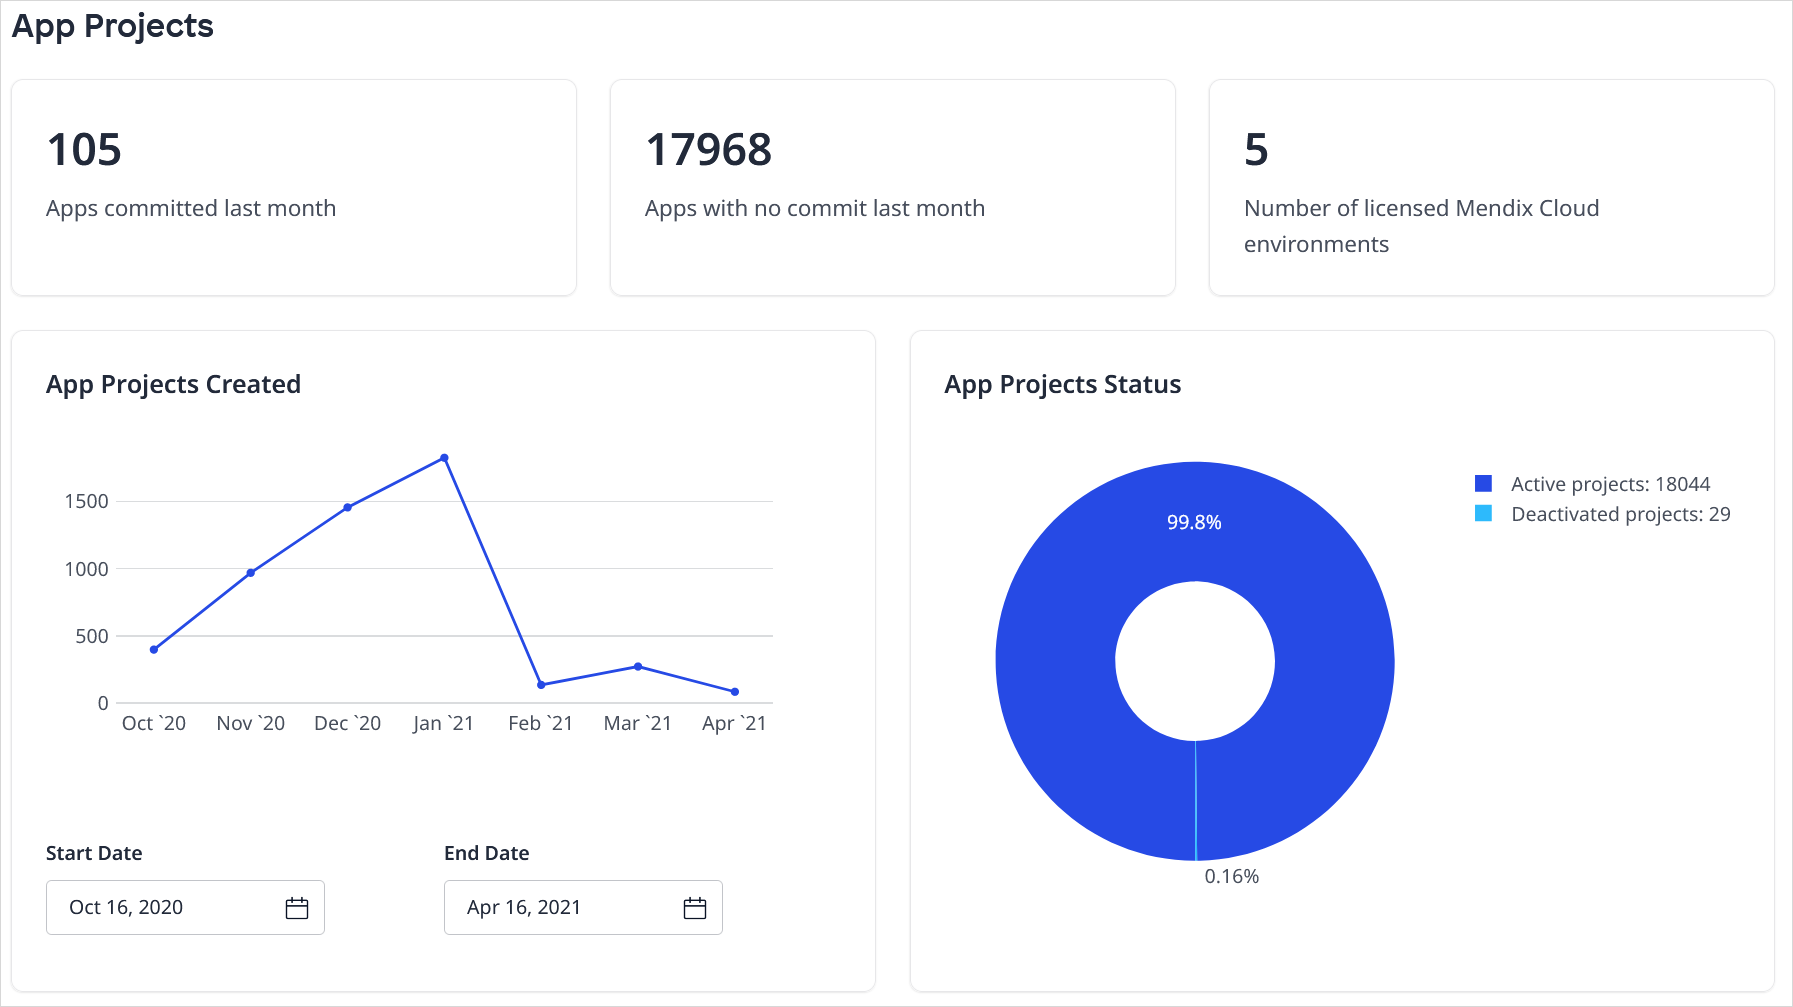 App Projects
105
Apps committed last month
17968
Apps with no commit last month
5
Number of licensed Mendix Cloud
environments
App Projects Created
1500
1000
500
0
Oct `20 Nov `20 Dec `20 Jan `21 Feb `21 Mar `21 Apr `21
Start Date
Oct 16, 2020
End Date
Apr 16, 2021
App Projects Status
99.8%
0.16%
Active projects: 18044
Deactivated projects: 29